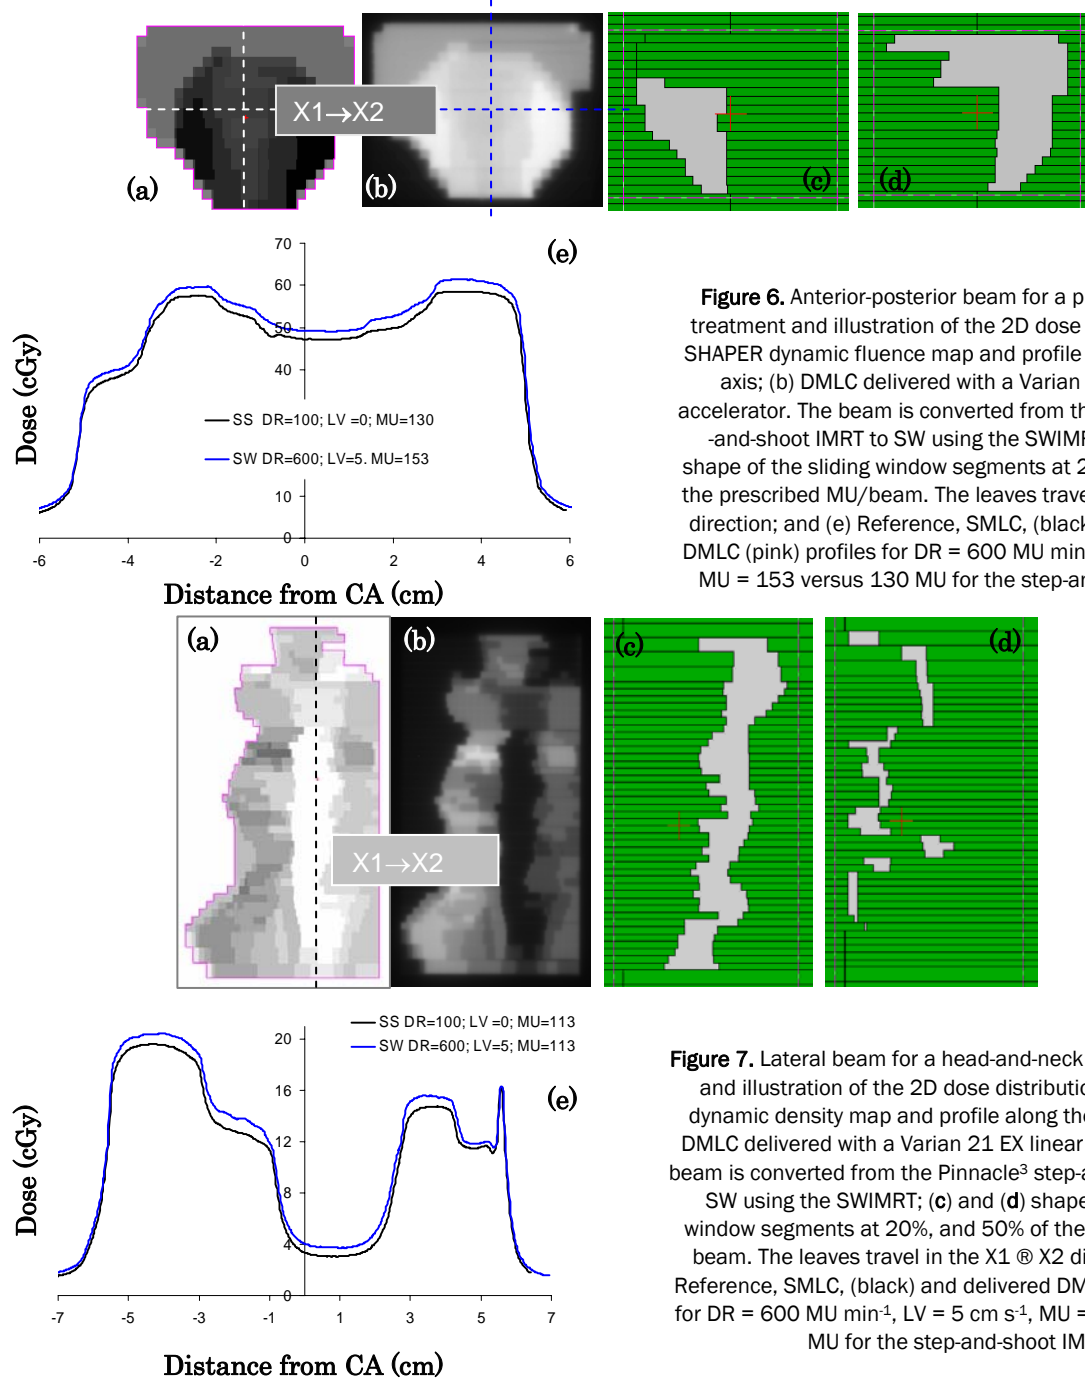 X1→X2
(a)
(b)
(c)
(d)
(e)
70
60
50
40
10
0
-6
-4
-2
0
2
4
6
Dose (cGy)
SS DR=100; LV =0; MU=130
SW DR=600; LV=5. MU=153
Distance from CA (cm)
Figure 6. Anterior-posterior beam for a p
treatment and illustration of the 2D dose
SHAPER dynamic fluence map and profile
axis; (b) DMLC delivered with a Varian
accelerator. The beam is converted from th
-and-shoot IMRT to SW using the SWIMR
shape of the sliding window segments at 2
the prescribed MU/beam. The leaves trave
direction; and (e) Reference, SMLC, (black
DMLC (pink) profiles for DR = 600 MU min
MU = 153 versus 130 MU for the step-an
(a)
(b)
(c)
(d)
X1→X2
SS DR=100; LV =0; MU=113
SW DR=600; LV=5; MU=113
(e)
20
16
12
8
4
0
-7
-5
-3
-1
1
3
5
7
Dose (cGy)
Distance from CA (cm)
Figure 7. Lateral beam for a head-and-neck
and illustration of the 2D dose distributio
dynamic density map and profile along the
DMLC delivered with a Varian 21 EX linear
beam is converted from the Pinnacle³ step-a
SW using the SWIMRT; (c) and (d) shape
window segments at 20%, and 50% of the
beam. The leaves travel in the X1 ® X2 di
Reference, SMLC, (black) and delivered DM
for DR = 600 MU min⁻¹, LV = 5 cm s⁻¹, MU =
MU for the step-and-shoot IM